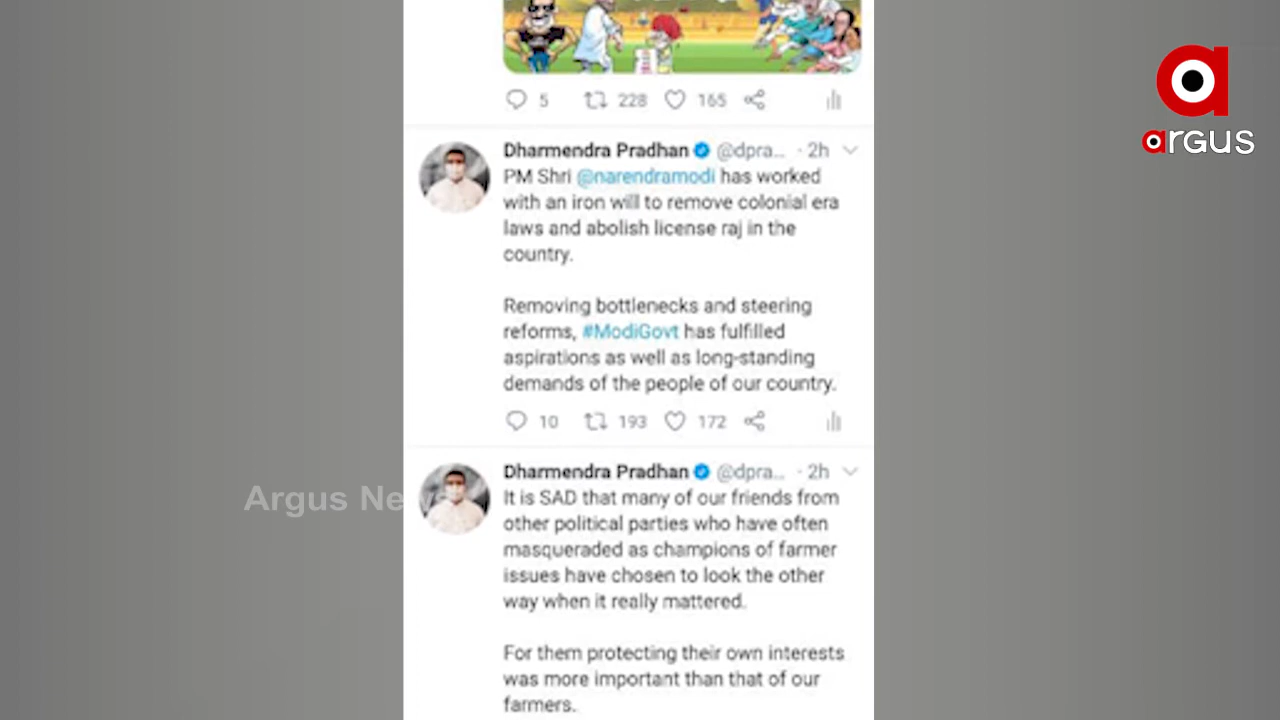 argus
5 228 165
Dharmendra Pradhan @dpra... · 2h
PM Shri @narendramodi has worked
with an iron will to remove colonial era
laws and abolish license raj in the
country.
Removing bottlenecks and steering
reforms, #ModiGovt has fulfilled
aspirations as well as long-standing
demands of the people of our country.
10 193 172
Dharmendra Pradhan @dpra... · 2h
Argus News
It is SAD that many of our friends from
other political parties who have often
masqueraded as champions of farmer
issues have chosen to look the other
way when it really mattered.
For them protecting their own interests
was more important than that of our
farmers.